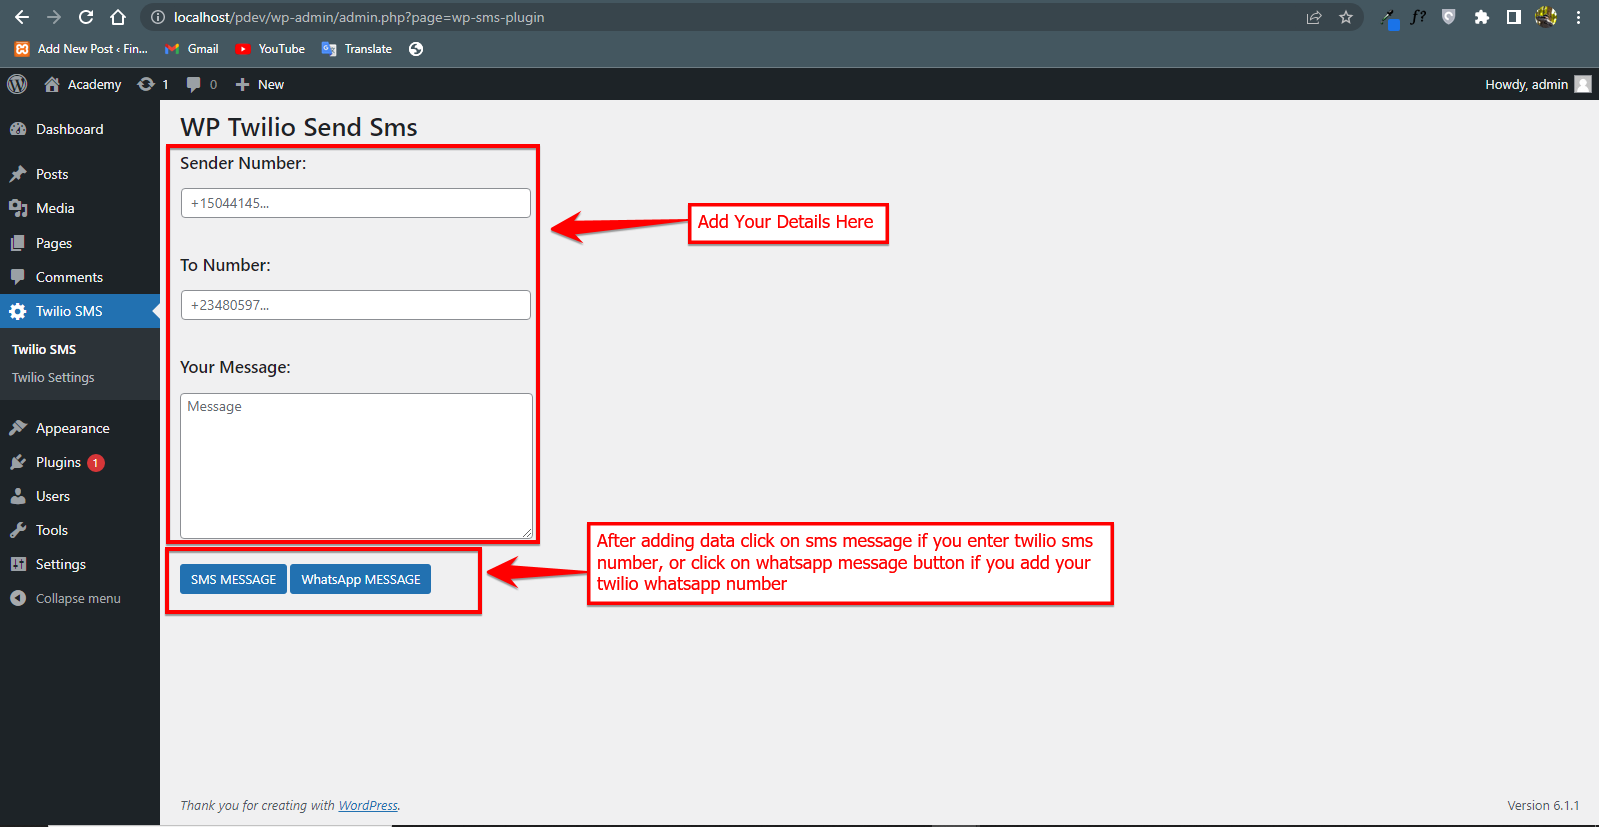 localhost/pdev/wp-admin/admin.php?page=wp-sms-plugin
f?
Add New Post ‹ Fin...
Gmail
YouTube
Translate
Academy
1
0
New
Howdy, admin
Dashboard
Posts
Media
Pages
Comments
Twilio SMS
Twilio SMS
Twilio Settings
Appearance
Plugins 1
Users
Tools
Settings
Collapse menu
WP Twilio Send Sms
Sender Number:
+15044145...
Add Your Details Here
To Number:
+23480597...
Your Message:
Message
After adding data click on sms message if you enter twilio sms
number, or click on whatsapp message button if you add your
twilio whatsapp number
SMS MESSAGE
WhatsApp MESSAGE
Thank you for creating with WordPress.
Version 6.1.1